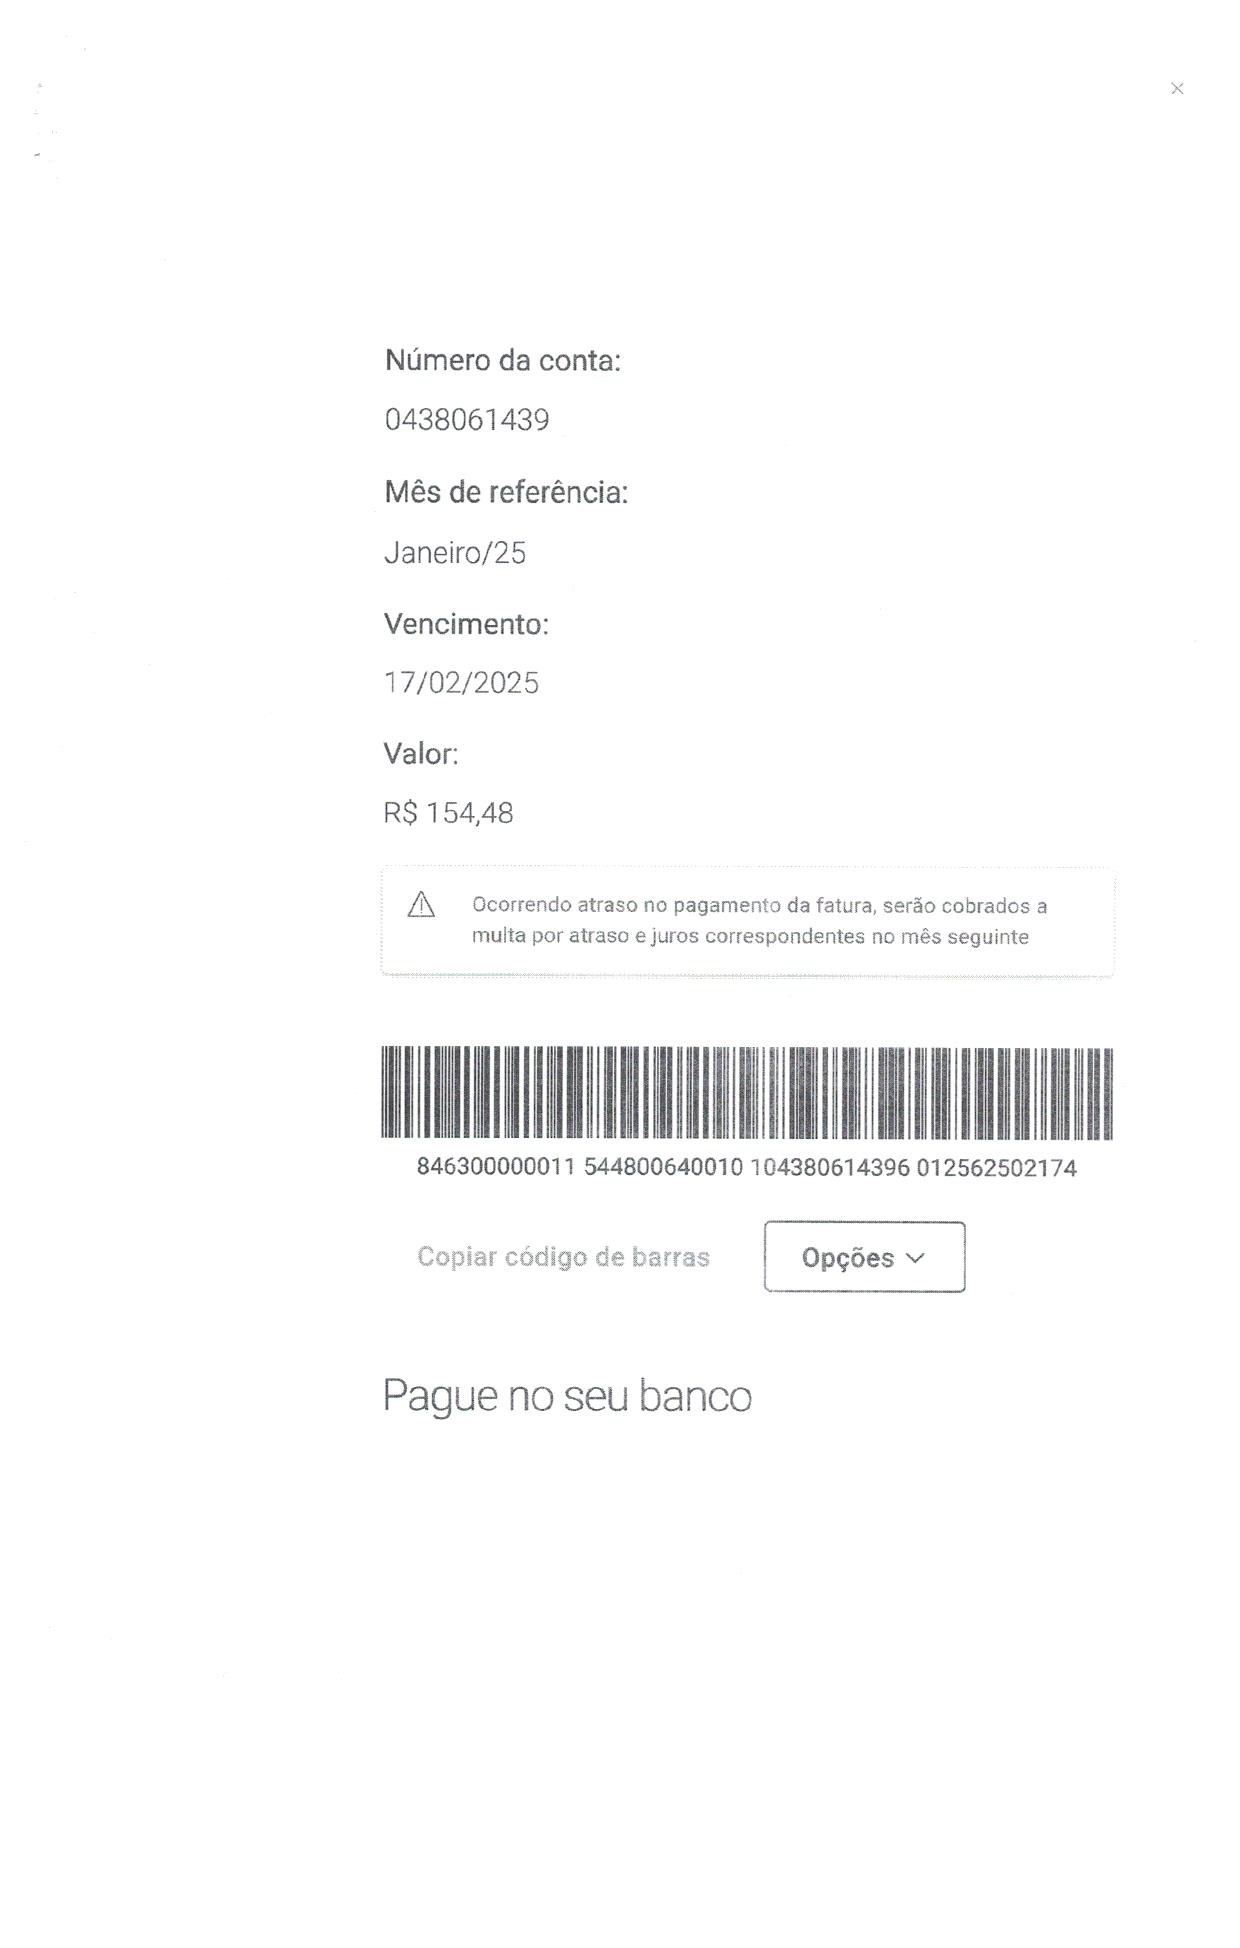 Número da conta:
0438061439
Mês de referência:
Janeiro/25
Vencimento:
17/02/2025
Valor:
R$ 154,48
Ocorrendo atraso no pagamento da fatura, serão cobrados a
multa por atraso e juros correspondentes no mês seguinte
846300000011 544800640010 104380614396 012562502174
Copiar código de barras
Opções
Pague no seu banco